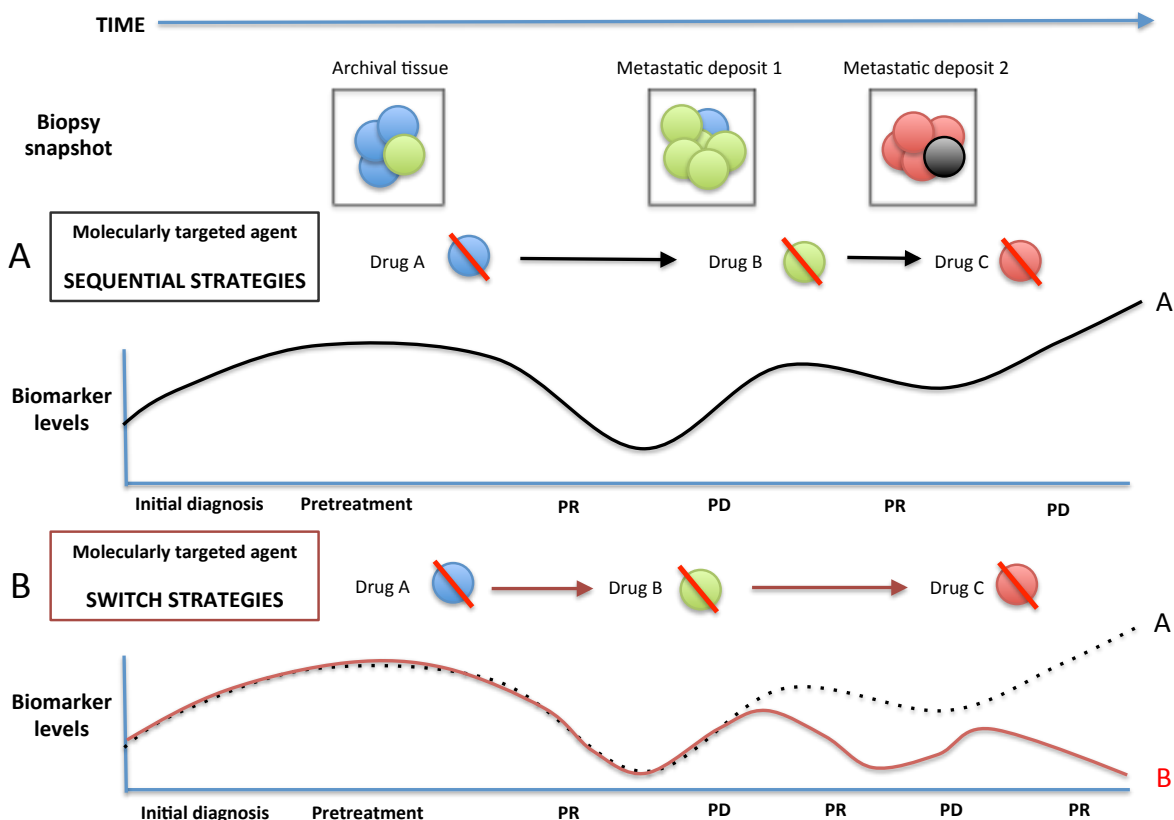 TIME
Archival tissue
Metastatic deposit 1
Metastatic deposit 2
Biopsy
snapshot
A
Molecularly targeted agent
SEQUENTIAL STRATEGIES
Drug A
Drug B
Drug C
A
Biomarker
levels
Initial diagnosis
Pretreatment
PR
PD
PR
PD
B
Molecularly targeted agent
SWITCH STRATEGIES
Drug A
Drug B
Drug C
A
Biomarker
levels
B
Initial diagnosis
Pretreatment
PR
PD
PR
PD
PR